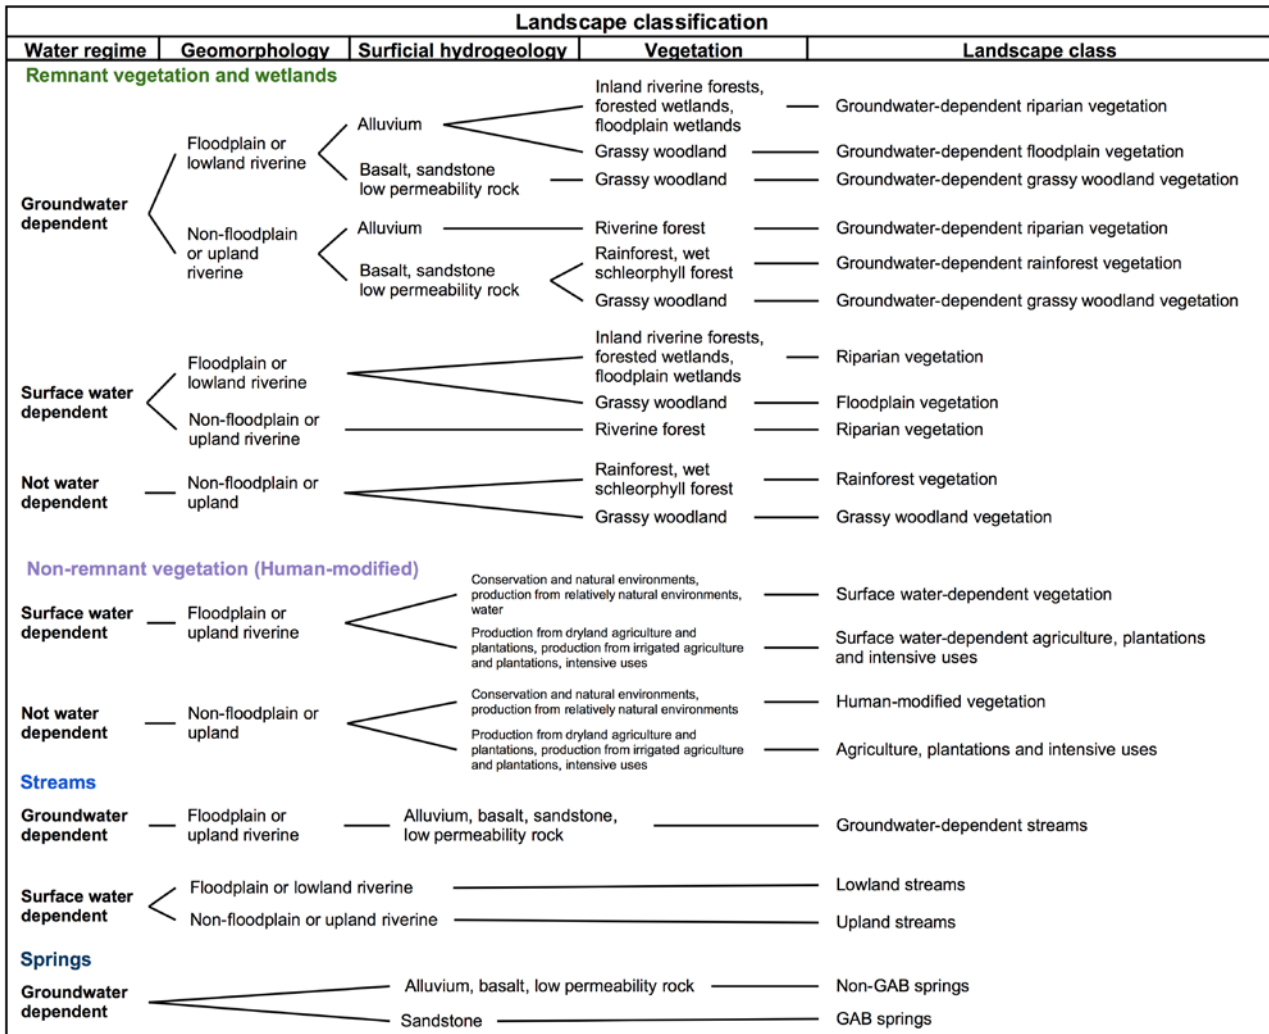 Landscape classification
Water regime Geomorphology Surficial hydrogeology Vegetation Landscape class
Remnant vegetation and wetlands
Groundwater
dependent
Floodplain or
lowland riverine
Alluvium
Inland riverine forests,
forested wetlands,
floodplain wetlands
Groundwater-dependent riparian vegetation
Grassy woodland
Groundwater-dependent floodplain vegetation
Basalt, sandstone
low permeability rock
Grassy woodland
Groundwater-dependent grassy woodland vegetation
Non-floodplain
or upland
riverine
Alluvium
Riverine forest
Groundwater-dependent riparian vegetation
Basalt, sandstone
low permeability rock
Rainforest, wet
schleorphyll forest
Groundwater-dependent rainforest vegetation
Grassy woodland
Groundwater-dependent grassy woodland vegetation
Surface water
dependent
Floodplain or
lowland riverine
Inland riverine forests,
forested wetlands,
floodplain wetlands
Riparian vegetation
Grassy woodland
Floodplain vegetation
Non-floodplain or
upland riverine
Riverine forest
Riparian vegetation
Not water
dependent
Non-floodplain or
upland
Rainforest, wet
schleorphyll forest
Rainforest vegetation
Grassy woodland
Grassy woodland vegetation
Non-remnant vegetation (Human-modified)
Surface water
dependent
Floodplain or
upland riverine
Conservation and natural environments,
production from relatively natural environments,
water
Surface water-dependent vegetation
Production from dryland agriculture and
plantations, production from irrigated agriculture
and plantations, intensive uses
Surface water-dependent agriculture, plantations
and intensive uses
Not water
dependent
Non-floodplain or
upland
Conservation and natural environments,
production from relatively natural environments
Human-modified vegetation
Production from dryland agriculture and
plantations, production from irrigated agriculture
and plantations, intensive uses
Agriculture, plantations and intensive uses
Streams
Groundwater
dependent
Floodplain or
upland riverine
Alluvium, basalt, sandstone,
low permeability rock
Groundwater-dependent streams
Surface water
dependent
Floodplain or lowland riverine
Lowland streams
Non-floodplain or upland riverine
Upland streams
Springs
Groundwater
dependent
Alluvium, basalt, low permeability rock
Non-GAB springs
Sandstone
GAB springs